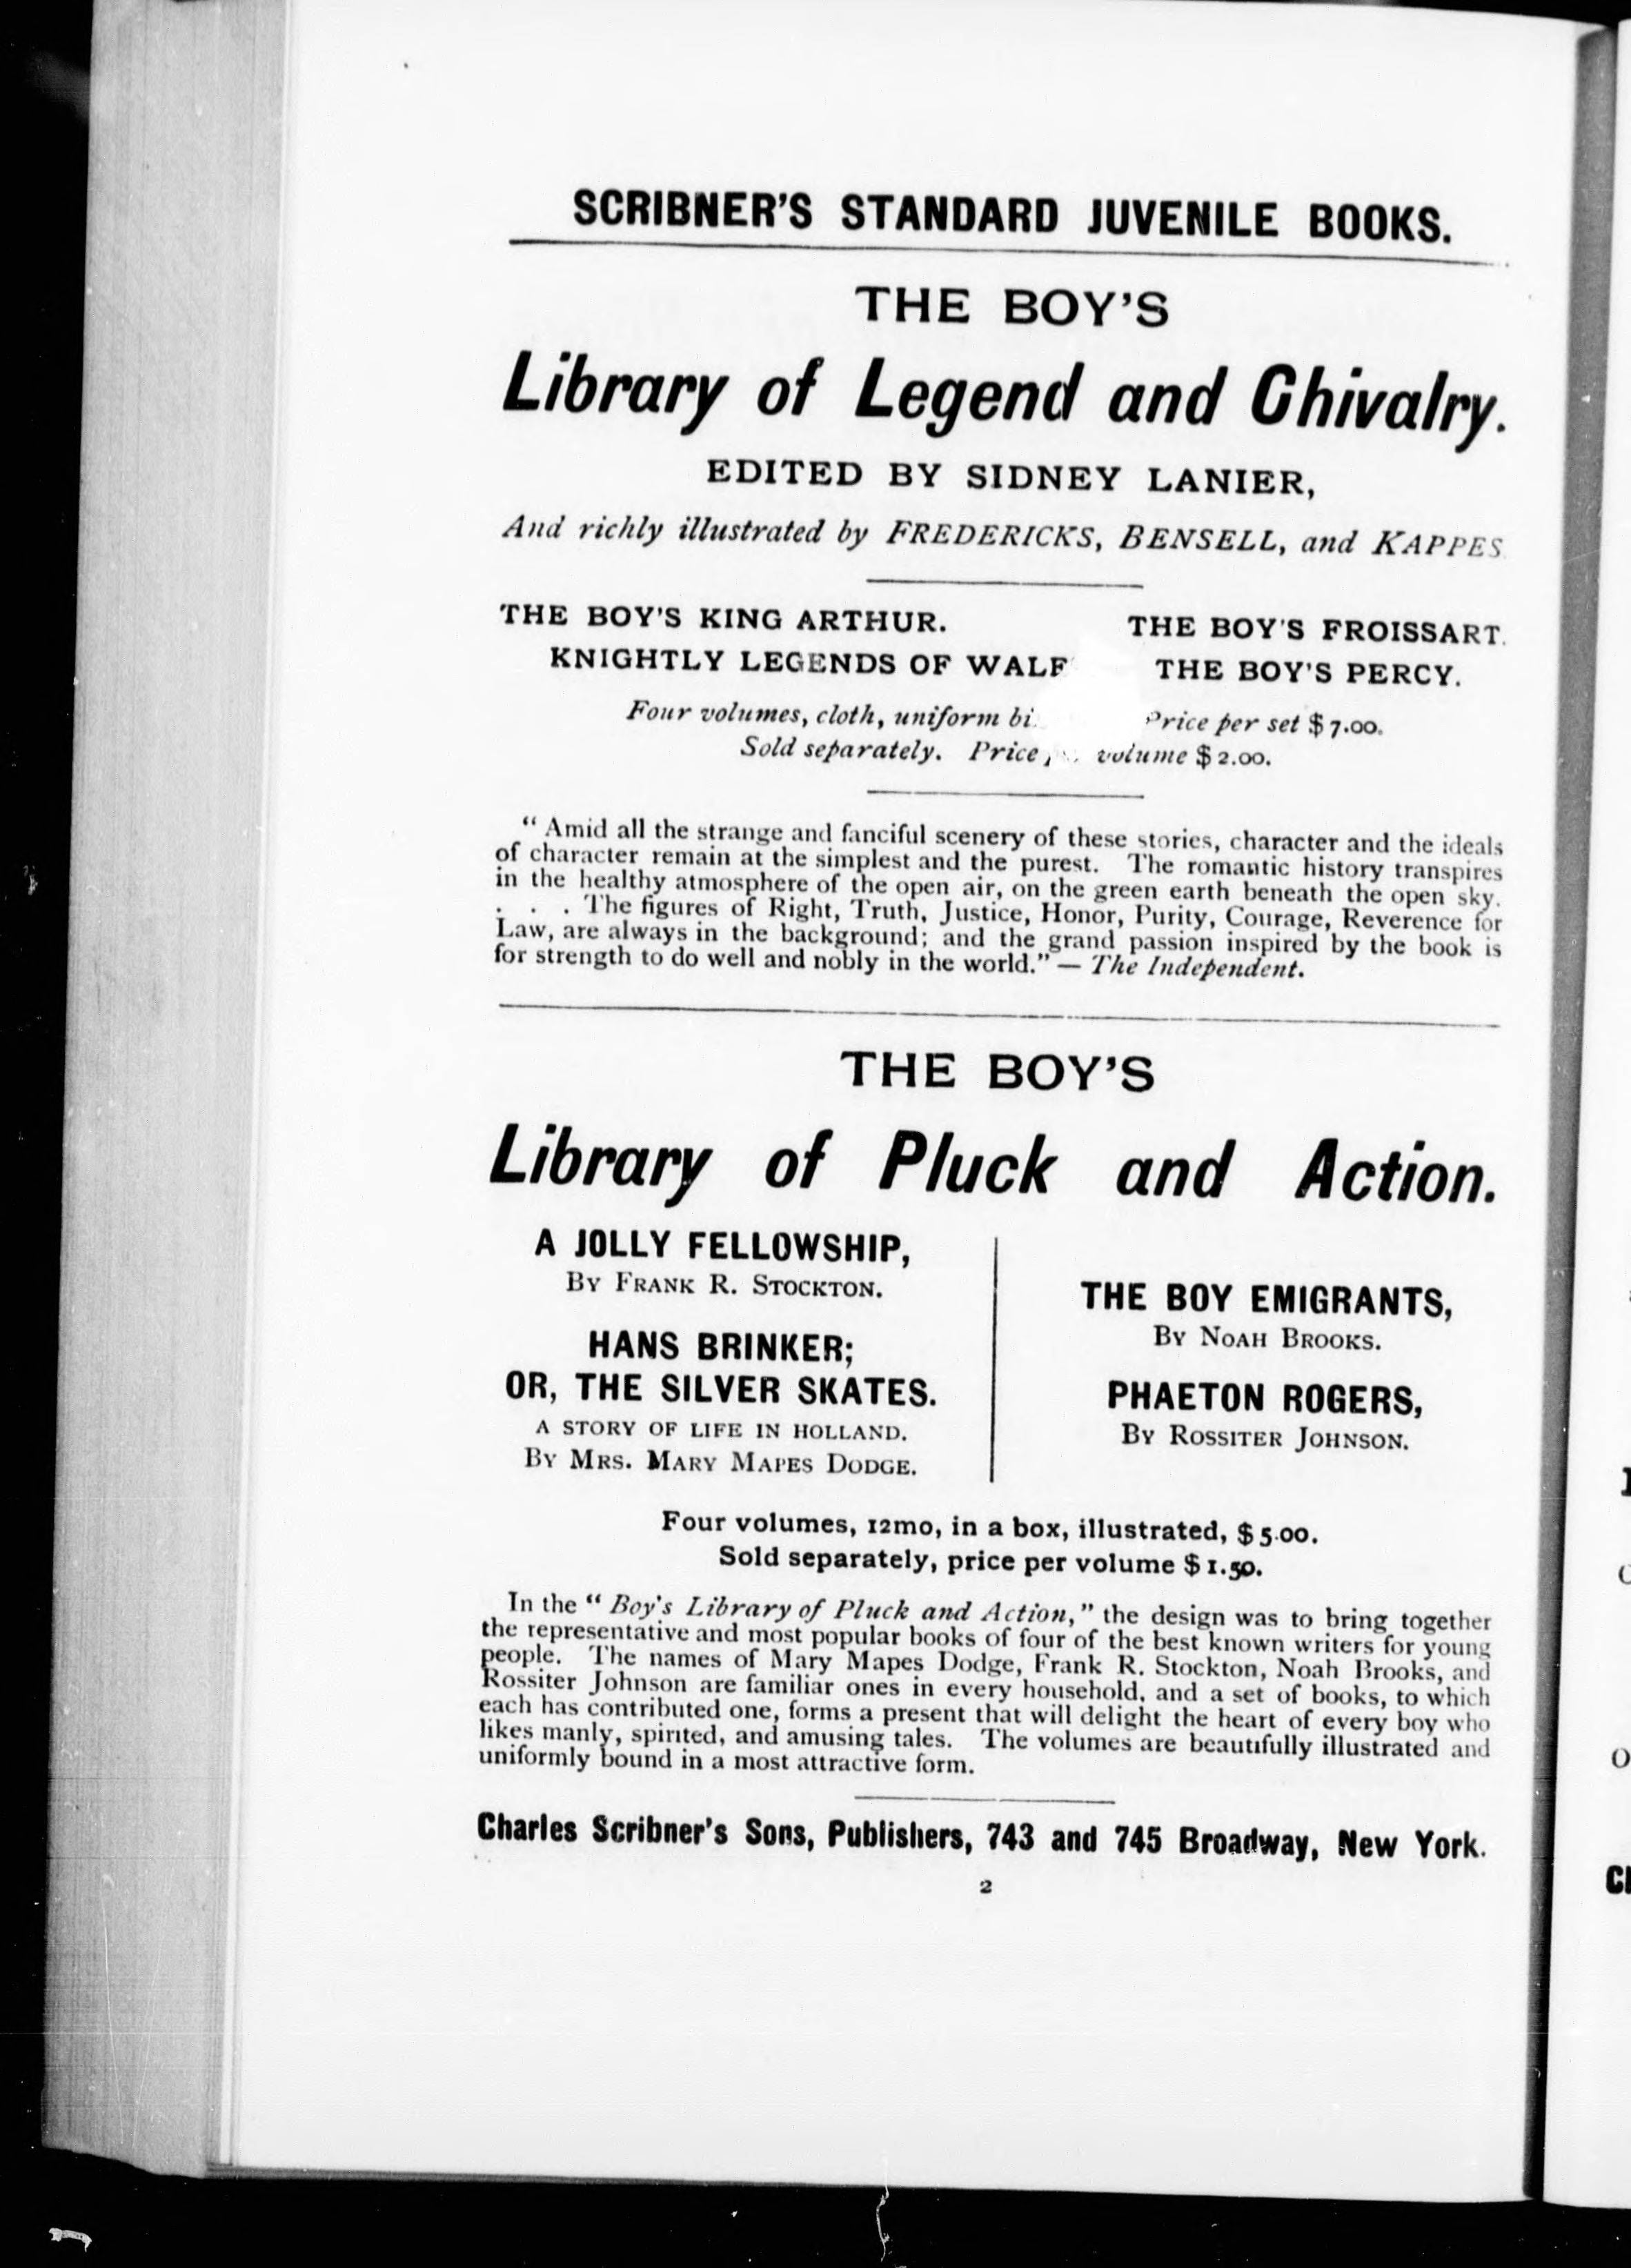 SCRIBNER'S STANDARD JUVENILE BOOKS.
THE BOY'S
Library of Legend and Chivalry.
EDITED BY SIDNEY LANIER,
And richly illustrated by FREDERICKS, BENSELL, and KAPPES
THE BOY'S KING ARTHUR. THE BOY'S FROISSART.
KNIGHTLY LEGENDS OF THE BOY'S PERCY.
Four volumes, cloth, uniform Price per set $7.00.
Sold separately. Price volume $2.00.
"Amid all the strange and fanciful scenery of these stories, character and the ideals
of character remain at the simplest and the purest. The romantic history transpires
in the healthy atmosphere of the open air, on the green earth beneath the open sky.
. . . The figures of Right, Truth, Justice, Honor, Purity, Courage, Reverence for
Law, are always in the background; and the grand passion inspired by the book is
for strength to do well and nobly in the world."—The Independent.
THE BOY'S
Library of Pluck and Action.
A JOLLY FELLOWSHIP,
By Frank R. Stockton.
HANS BRINKER;
OR, THE SILVER SKATES.
A STORY OF LIFE IN HOLLAND.
By Mrs. Mary Mapes Dodge.
THE BOY EMIGRANTS,
By Noah Brooks.
PHAETON ROGERS,
By Rossiter Johnson.
Four volumes, 12mo, in a box, illustrated, $5.00.
Sold separately, price per volume $1.50.
In the "Boy's Library of Pluck and Action," the design was to bring together
the representative and most popular books of four of the best known writers for young
people. The names of Mary Mapes Dodge, Frank R. Stockton, Noah Brooks, and
Rossiter Johnson are familiar ones in every household, and a set of books, to which
each has contributed one, forms a present that will delight the heart of every boy who
likes manly, spirited, and amusing tales. The volumes are beautifully illustrated and
uniformly bound in a most attractive form.
Charles Scribner's Sons, Publishers, 743 and 745 Broadway, New York.
2